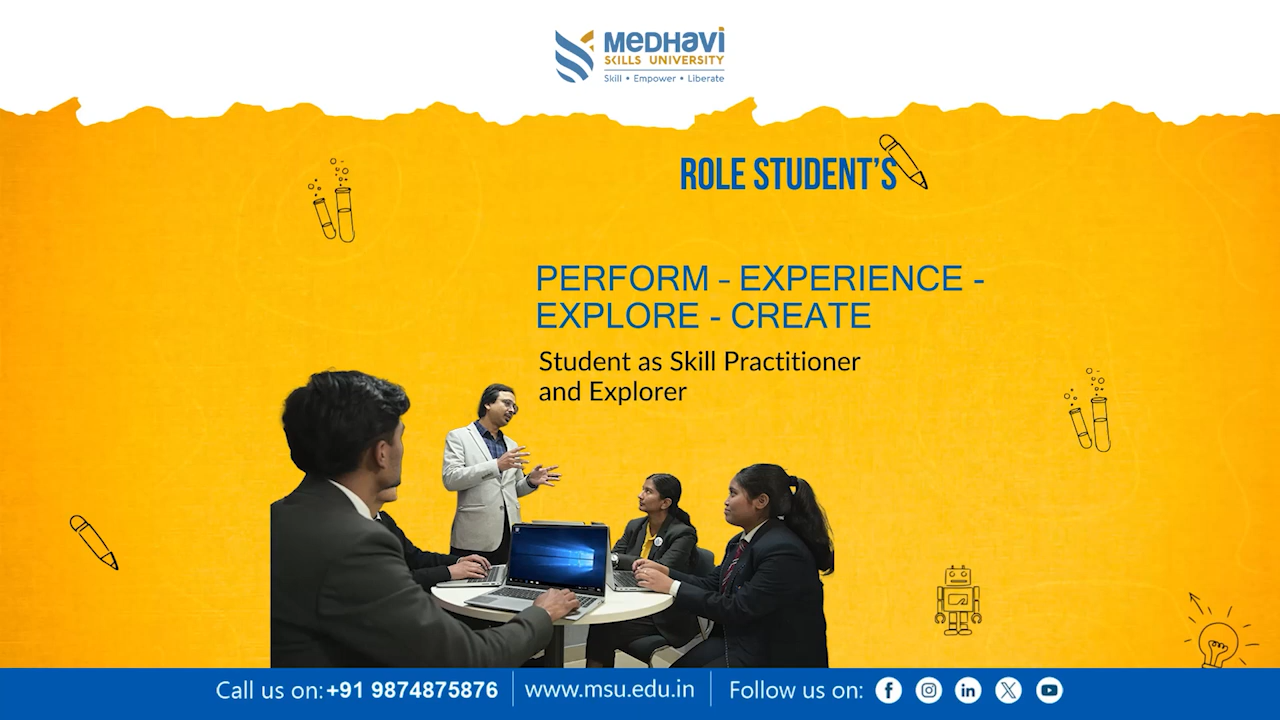 MEDHAVI
SKILLS UNIVERSITY
Skill • Empower • Liberate
ROLE STUDENT'S
PERFORM – EXPERIENCE -
EXPLORE - CREATE
Student as Skill Practitioner
and Explorer
Call us on: +91 9874875876 www.msu.edu.in Follow us on: